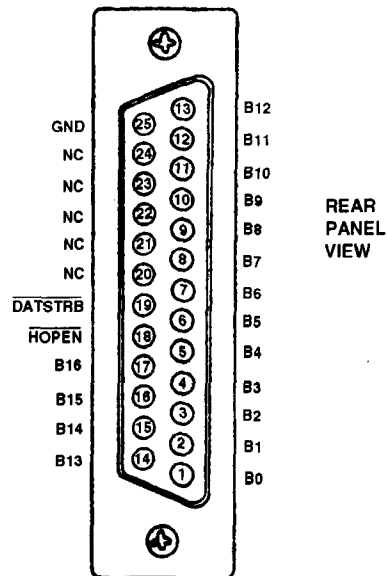 GND 25 13 B12
NC 24 12 B11
NC 23 11 B10
NC 22 10 B9
NC 21 9 B8
NC 20 8 B7
DATSTRB 19 7 B6
HOPEN 18 6 B5
B16 17 5 B4
B15 16 4 B3
B14 15 3 B2
B13 14 2 B1
1 B0
REAR
PANEL
VIEW